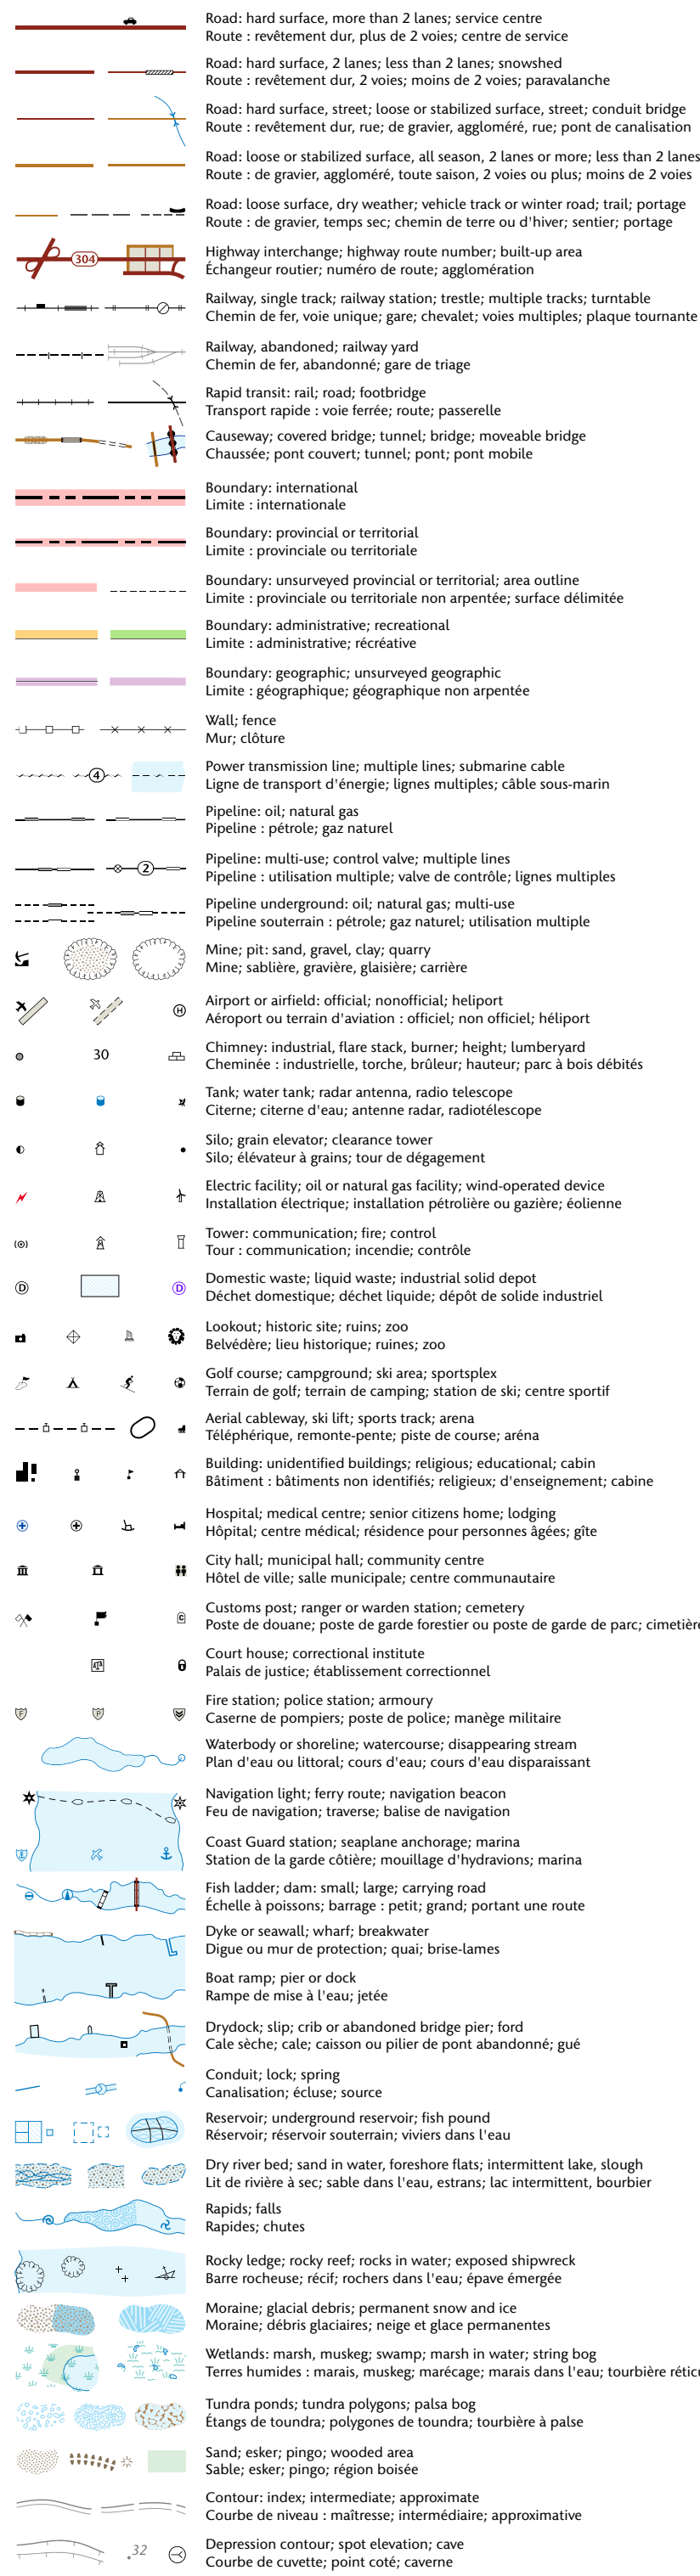 Road: hard surface, more than 2 lanes; service centre
Route : revêtement dur, plus de 2 voies; centre de service
Road: hard surface, 2 lanes; less than 2 lanes; snowshed
Route : revêtement dur, 2 voies; moins de 2 voies; paravalanche
Road: hard surface, street; loose or stabilized surface, street; conduit bridge
Route : revêtement dur, rue; de gravier, aggloméré, rue; pont de canalisation
Road: loose or stabilized surface, all season, 2 lanes or more; less than 2 lanes
Route : de gravier, aggloméré, toute saison, 2 voies ou plus; moins de 2 voies
Road: loose surface, dry weather; vehicle track or winter road; trail; portage
Route : de gravier, temps sec; chemin de terre ou d'hiver; sentier; portage
304
Highway interchange; highway route number; built-up area
Échangeur routier; numéro de route; agglomération
Railway, single track; railway station; trestle; multiple tracks; turntable
Chemin de fer, voie unique; gare; chevalet; voies multiples; plaque tournante
Railway, abandoned; railway yard
Chemin de fer, abandonné; gare de triage
Rapid transit: rail; road; footbridge
Transport rapide : voie ferrée; route; passerelle
Causeway; covered bridge; tunnel; bridge; moveable bridge
Chaussée; pont couvert; tunnel; pont; pont mobile
Boundary: international
Limite : internationale
Boundary: provincial or territorial
Limite : provinciale ou territoriale
Boundary: unsurveyed provincial or territorial; area outline
Limite : provinciale ou territoriale non arpentée; surface délimitée
Boundary: administrative; recreational
Limite : administrative; récréative
Boundary: geographic; unsurveyed geographic
Limite : géographique; géographique non arpentée
Wall; fence
Mur; clôture
4
Power transmission line; multiple lines; submarine cable
Ligne de transport d'énergie; lignes multiples; câble sous-marin
Pipeline: oil; natural gas
Pipeline : pétrole; gaz naturel
2
Pipeline: multi-use; control valve; multiple lines
Pipeline : utilisation multiple; valve de contrôle; lignes multiples
Pipeline underground: oil; natural gas; multi-use
Pipeline souterrain : pétrole; gaz naturel; utilisation multiple
Mine; pit: sand, gravel, clay; quarry
Mine; sablière, gravière, glaisière; carrière
H
Airport or airfield: official; nonofficial; heliport
Aéroport ou terrain d'aviation : officiel; non officiel; héliport
30
Chimney: industrial, flare stack, burner; height; lumberyard
Cheminée : industrielle, torche, brûleur; hauteur; parc à bois débités
Tank; water tank; radar antenna, radio telescope
Citerne; citerne d'eau; antenne radar, radiotélescope
Silo; grain elevator; clearance tower
Silo; élévateur à grains; tour de dégagement
Electric facility; oil or natural gas facility; wind-operated device
Installation électrique; installation pétrolière ou gazière; éolienne
Tower: communication; fire; control
Tour : communication; incendie; contrôle
D D
Domestic waste; liquid waste; industrial solid depot
Déchet domestique; déchet liquide; dépôt de solide industriel
Lookout; historic site; ruins; zoo
Belvédère; lieu historique; ruines; zoo
Golf course; campground; ski area; sportsplex
Terrain de golf; terrain de camping; station de ski; centre sportif
Aerial cableway, ski lift; sports track; arena
Téléphérique, remonte-pente; piste de course; aréna
Building: unidentified buildings; religious; educational; cabin
Bâtiment : bâtiments non identifiés; religieux; d'enseignement; cabine
Hospital; medical centre; senior citizens home; lodging
Hôpital; centre médical; résidence pour personnes âgées; gîte
City hall; municipal hall; community centre
Hôtel de ville; salle municipale; centre communautaire
C
Customs post; ranger or warden station; cemetery
Poste de douane; poste de garde forestier ou poste de garde de parc; cimetière
Court house; correctional institute
Palais de justice; établissement correctionnel
F P
Fire station; police station; armoury
Caserne de pompiers; poste de police; manège militaire
Waterbody or shoreline; watercourse; disappearing stream
Plan d'eau ou littoral; cours d'eau; cours d'eau disparaissant
Navigation light; ferry route; navigation beacon
Feu de navigation; traverse; balise de navigation
Coast Guard station; seaplane anchorage; marina
Station de la garde côtière; mouillage d'hydravions; marina
Fish ladder; dam: small; large; carrying road
Échelle à poissons; barrage : petit; grand; portant une route
Dyke or seawall; wharf; breakwater
Digue ou mur de protection; quai; brise-lames
Boat ramp; pier or dock
Rampe de mise à l'eau; jetée
Drydock; slip; crib or abandoned bridge pier; ford
Cale sèche; cale; caisson ou pilier de pont abandonné; gué
Conduit; lock; spring
Canalisation; écluse; source
Reservoir; underground reservoir; fish pound
Réservoir; réservoir souterrain; viviers dans l'eau
Dry river bed; sand in water, foreshore flats; intermittent lake, slough
Lit de rivière à sec; sable dans l'eau, estrans; lac intermittent, bourbier
Rapids; falls
Rapides; chutes
Rocky ledge; rocky reef; rocks in water; exposed shipwreck
Barre rocheuse; récif; rochers dans l'eau; épave émergée
Moraine; glacial debris; permanent snow and ice
Moraine; débris glaciaires; neige et glace permanentes
Wetlands: marsh, muskeg; swamp; marsh in water; string bog
Terres humides : marais, muskeg; marécage; marais dans l'eau; tourbière
Tundra ponds; tundra polygons; palsa bog
Étangs de toundra; polygones de toundra; tourbière à palse
Sand; esker; pingo; wooded area
Sable; esker; pingo; région boisée
Contour: index; intermediate; approximate
Courbe de niveau : maîtresse; intermédiaire; approximative
32
Depression contour; spot elevation; cave
Courbe de cuvette; point coté; caverne